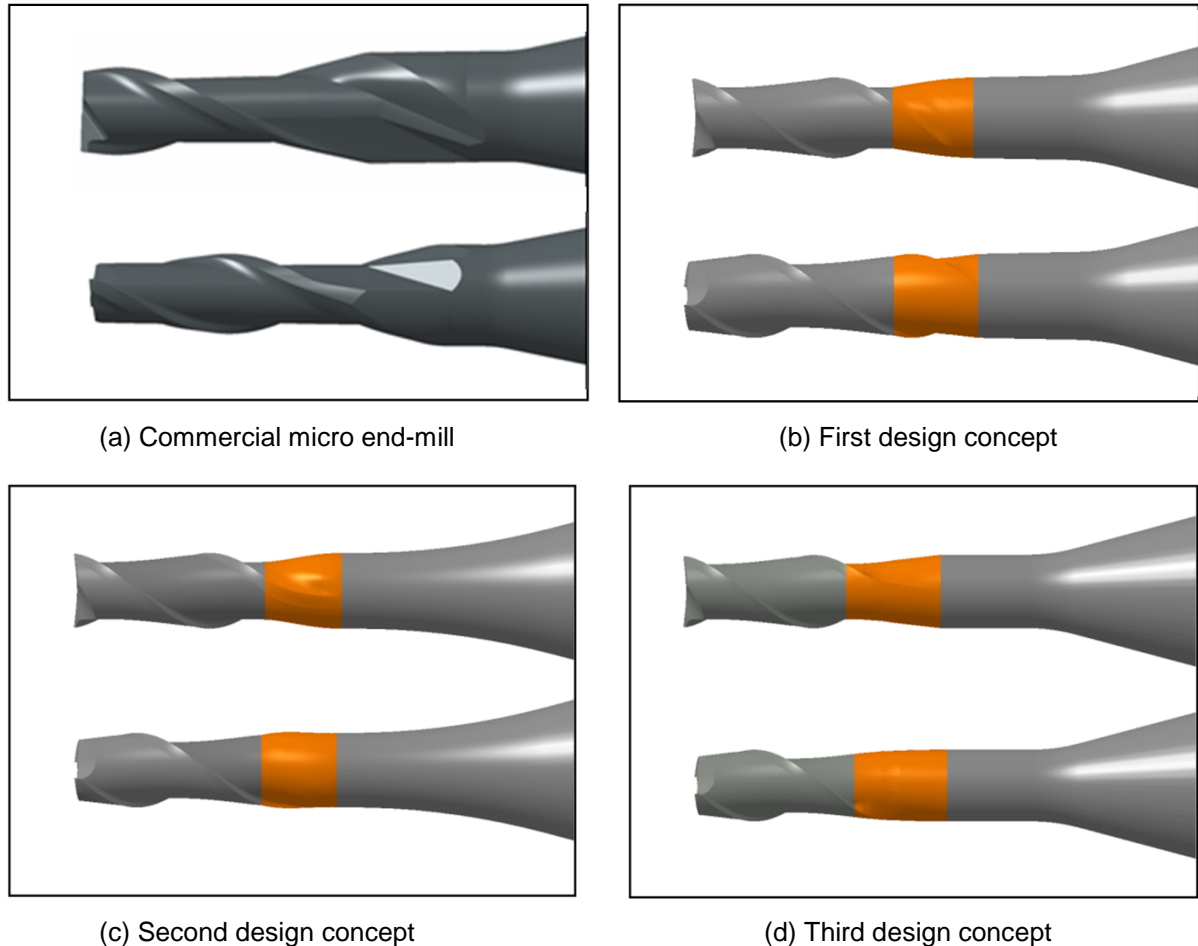 (a) Commercial micro end-mill
(b) First design concept
(c) Second design concept
(d) Third design concept